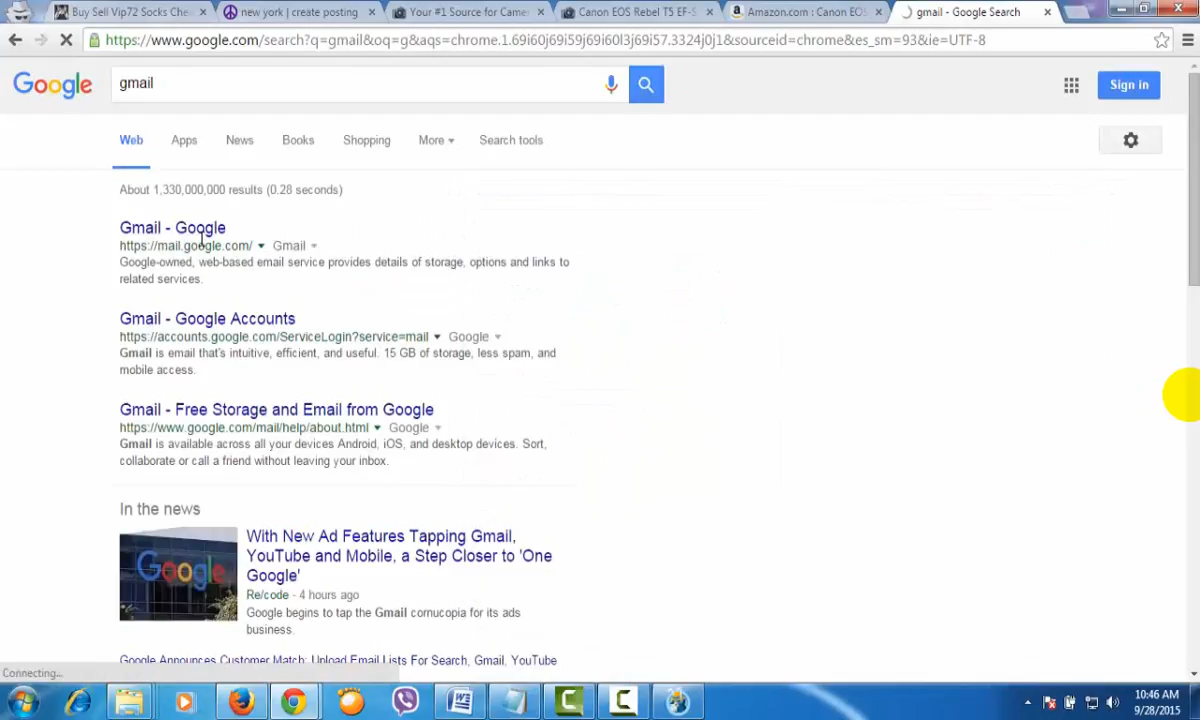 Buy Sell Vip72 Socks Che
new york | create posting
Your #1 Source for Camer
Canon EOS Rebel T5 EF-S
Amazon.com : Canon EOS
gmail - Google Search
https://www.google.com/search?q=gmail&oq=g&aqs=chrome.1.69i60j69i59j69i60l3j69i57.3324j0j1&sourceid=chrome&es_sm=93&ie=UTF-8
Google
gmail
Sign in
Web
Apps
News
Books
Shopping
More
Search tools
About 1,330,000,000 results (0.28 seconds)
Gmail - Google
https://mail.google.com/ Gmail
Google-owned, web-based email service provides details of storage, options and links to
related services.
Gmail - Google Accounts
https://accounts.google.com/ServiceLogin?service=mail Google
Gmail is email that's intuitive, efficient, and useful. 15 GB of storage, less spam, and
mobile access.
Gmail - Free Storage and Email from Google
https://www.google.com/mail/help/about.html Google
Gmail is available across all your devices Android, iOS, and desktop devices. Sort,
collaborate or call a friend without leaving your inbox.
In the news
Google
With New Ad Features Tapping Gmail,
YouTube and Mobile, a Step Closer to 'One
Google'
Re/code - 4 hours ago
Google begins to tap the Gmail cornucopia for its ads
business.
Google Announces Customer Match: Upload Email Lists For Search, Gmail, YouTube
Connecting...
10:46 AM
9/28/2015